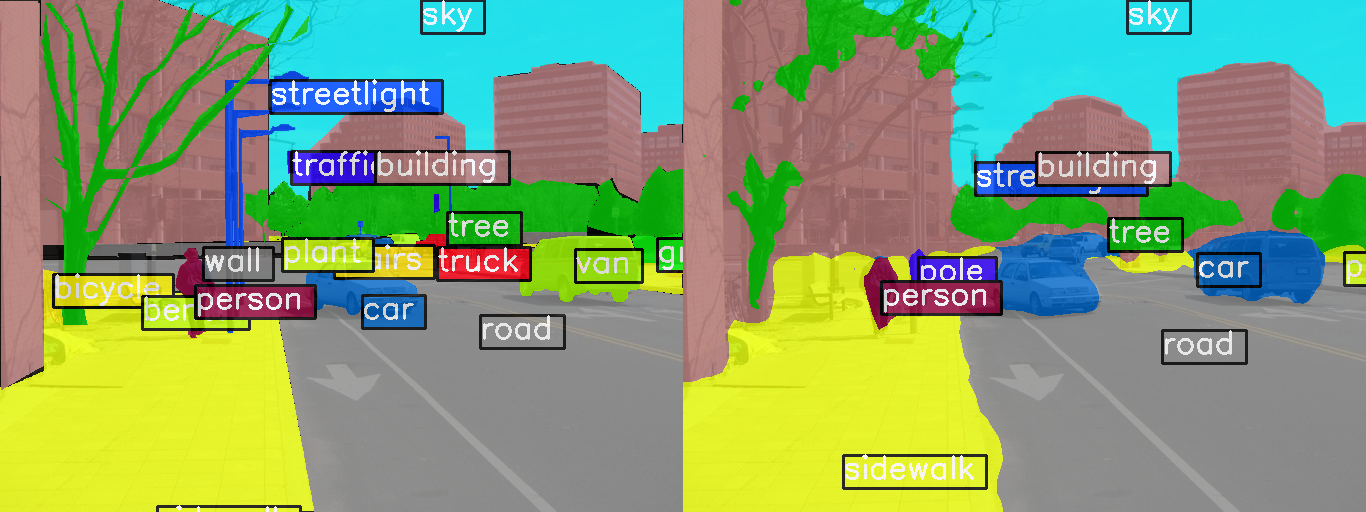 sky
streetlight
building
tree
plant
wall
truck
van
bicycle
person
car
road
sky
building
tree
car
pole
person
road
sidewalk